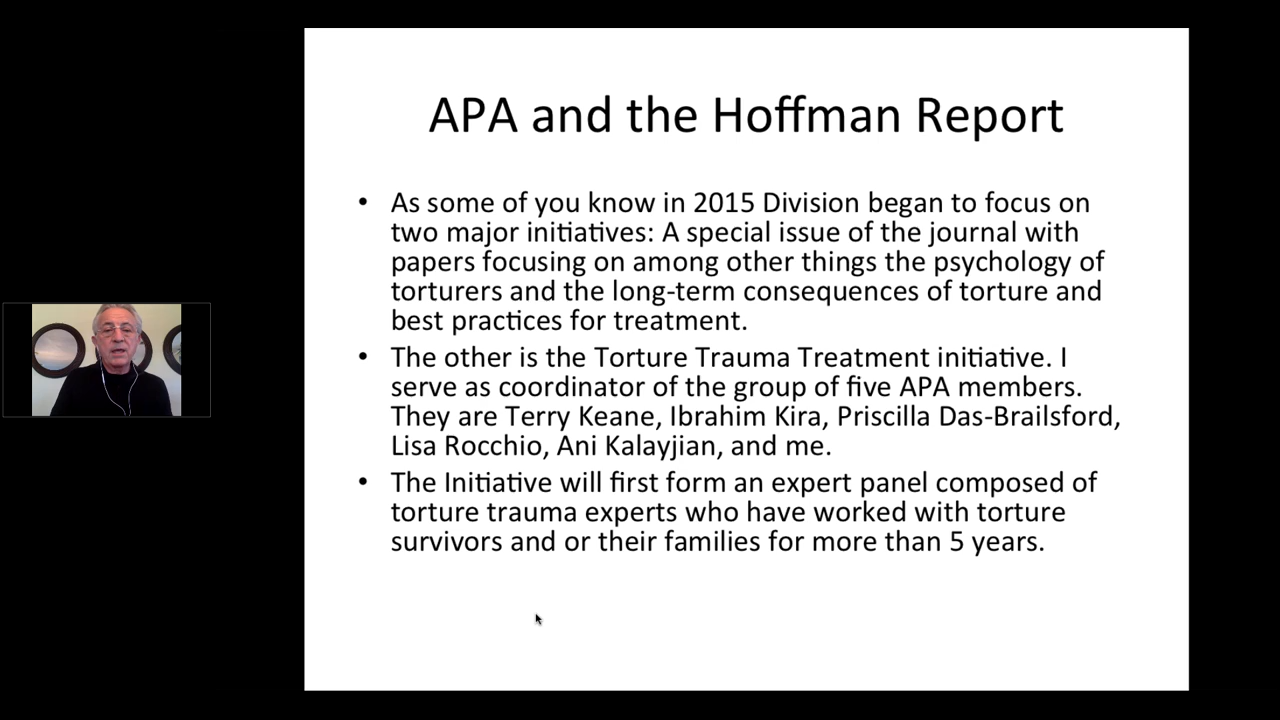 APA and the Hoffman Report
• As some of you know in 2015 Division began to focus on
two major initiatives: A special issue of the journal with
papers focusing on among other things the psychology of
torturers and the long-term consequences of torture and
best practices for treatment.
• The other is the Torture Trauma Treatment initiative. I
serve as coordinator of the group of five APA members.
They are Terry Keane, Ibrahim Kira, Priscilla Das-Brailsford,
Lisa Rocchio, Ani Kalayjian, and me.
• The Initiative will first form an expert panel composed of
torture trauma experts who have worked with torture
survivors and or their families for more than 5 years.